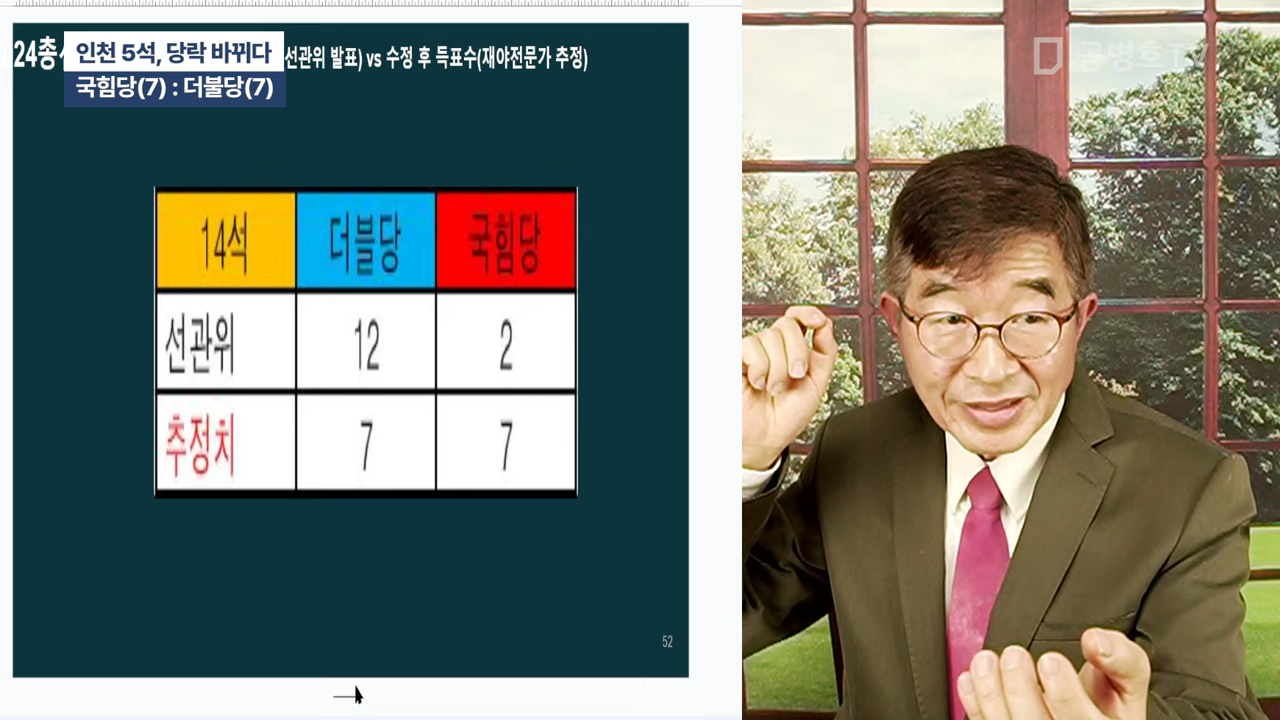 24총
인천 5석, 당락 바뀌다
국힘당(7) : 더불당(7)
선관위 발표) vs 수정 후 득표수(재야전문가 추정)
공병호TV
14석 더블당 국힘당
선관위 12 2
추정치 7 7
52